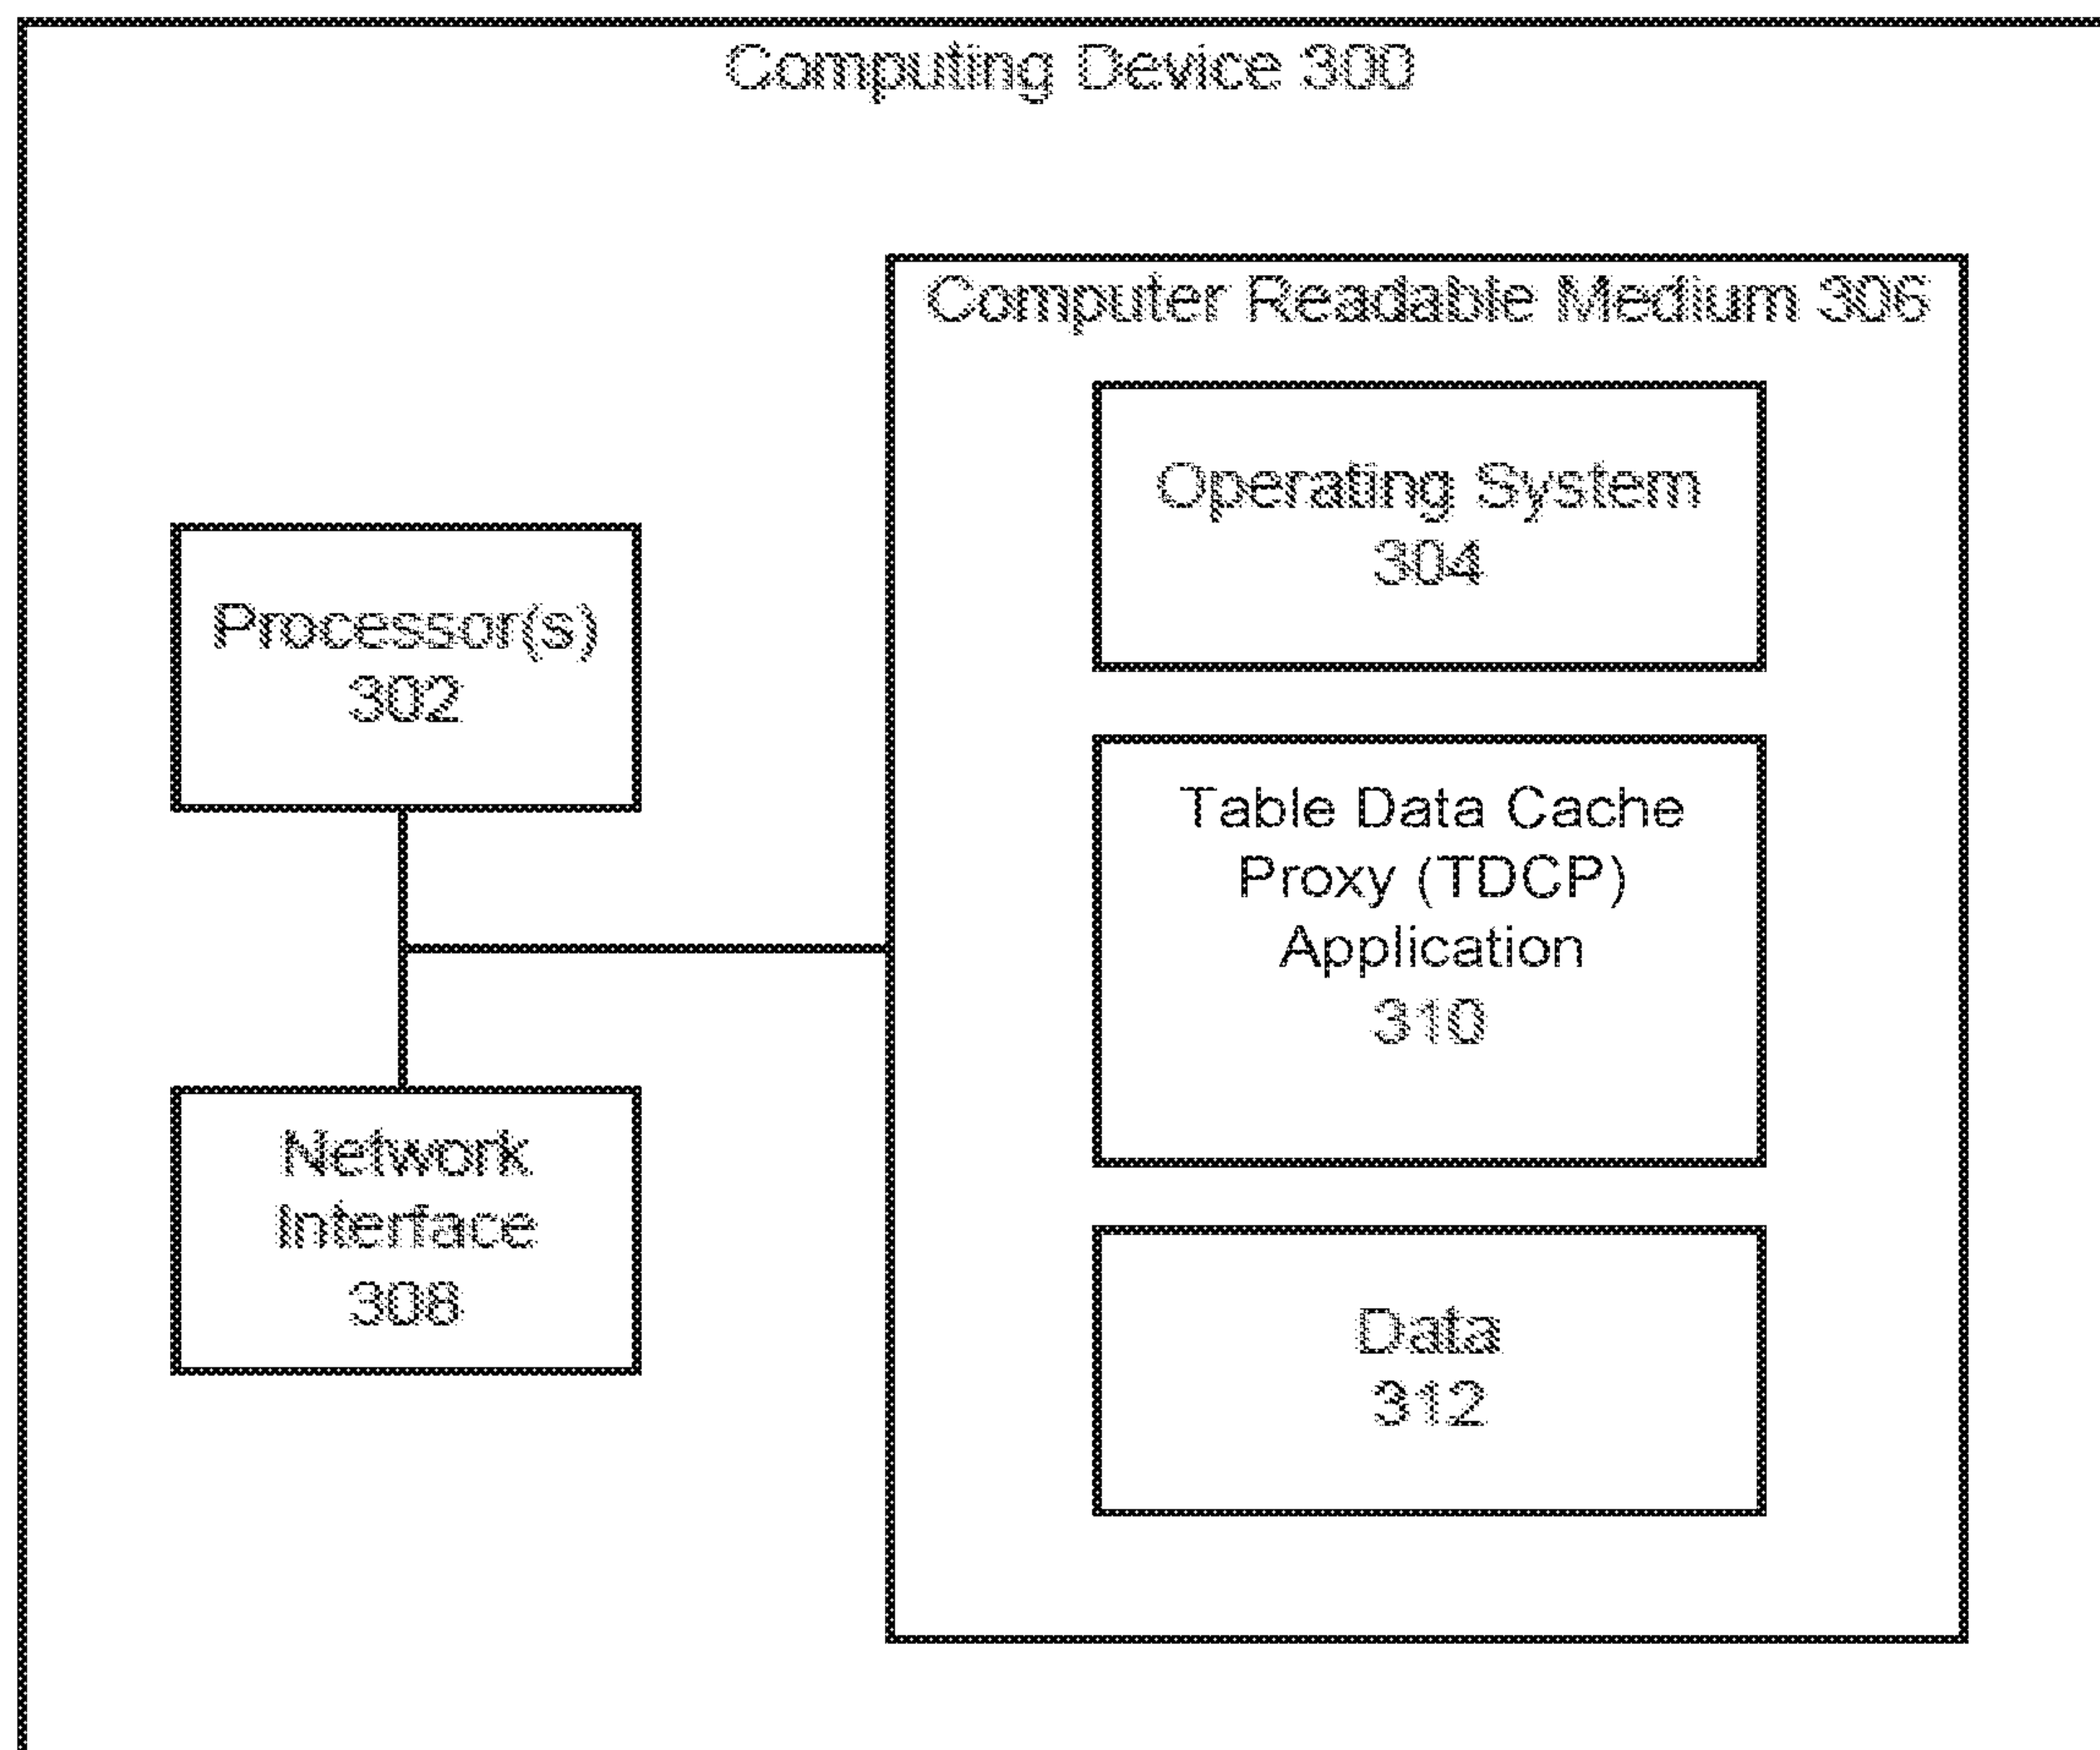 Computing Device 300
Computer Readable Medium 306
Operating System
304
Processor(s)
302
Table Data Cache
Proxy (TDCP)
Application
310
Network
Interface
308
Data
312